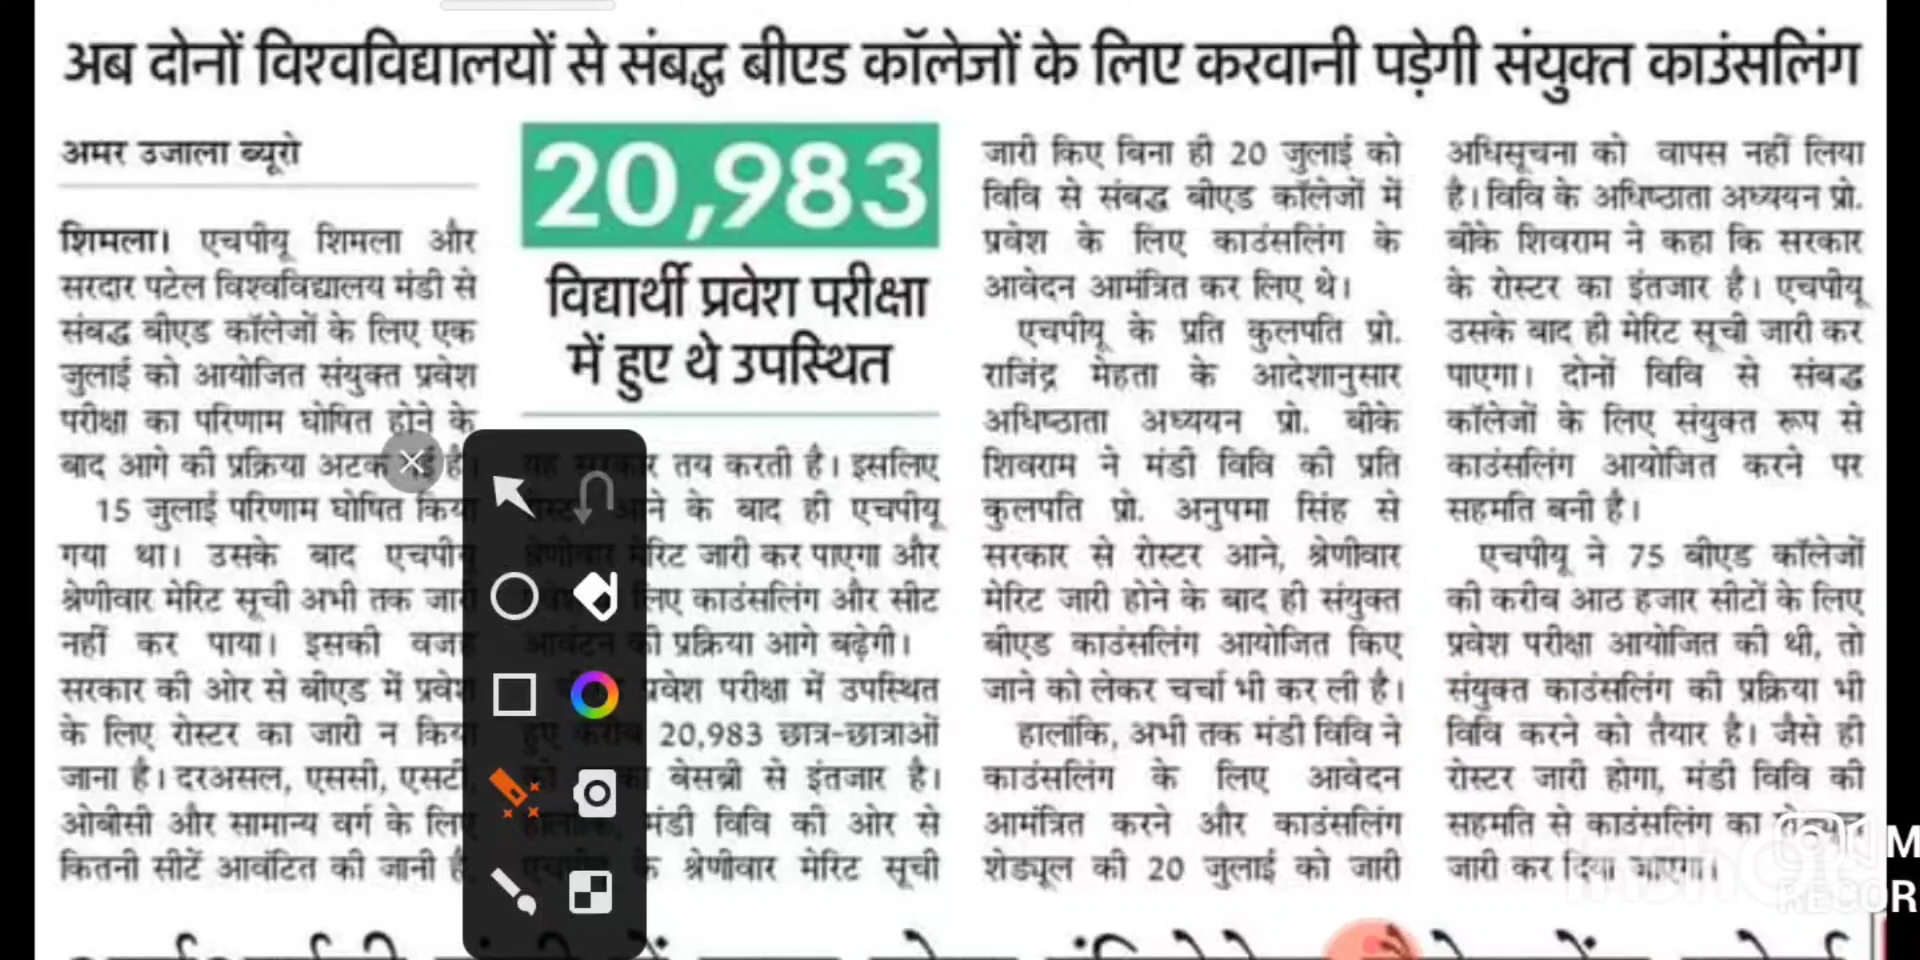 अब दोनों विश्वविद्यालयों से संबद्ध बीएड कॉलेजों के लिए करवानी पड़ेगी संयुक्त काउंसलिंग
अमर उजाला ब्यूरो
शिमला। एचपीयू शिमला और
सरदार पटेल विश्वविद्यालय मंडी से
संबद्ध बीएड कॉलेजों के लिए एक
जुलाई को आयोजित संयुक्त प्रवेश
परीक्षा का परिणाम घोषित होने के
बाद आगे की प्रक्रिया अटक है।
15 जुलाई परिणाम घोषित किया
गया था। उसके बाद एचपीयू
श्रेणीवार मेरिट सूची अभी तक जारी
नहीं कर पाया। इसकी वजह
सरकार की ओर से बीएड में प्रवेश
के लिए रोस्टर का जारी न किया
जाना है। दरअसल, एससी, एसटी,
ओबीसी और सामान्य वर्ग के लिए
कितनी सीटें आवंटित की जानी है,
20,983
विद्यार्थी प्रवेश परीक्षा
में हुए थे उपस्थित
यह सरकार तय करती है। इसलिए
आने के बाद ही एचपीयू
श्रेणीवार मेरिट जारी कर पाएगा और
लिए काउंसलिंग और सीट
आवंटन की प्रक्रिया आगे बढ़ेगी।
प्रवेश परीक्षा में उपस्थित
हुए करीब 20,983 छात्र-छात्राओं
को बेसब्री से इंतजार है।
हालांकि, मंडी विवि की ओर से
एचपीयू के श्रेणीवार मेरिट सूची
जारी किए बिना ही 20 जुलाई को
विवि से संबद्ध बीएड कॉलेजों में
प्रवेश के लिए काउंसलिंग के
आवेदन आमंत्रित कर लिए थे।
एचपीयू के प्रति कुलपति प्रो.
राजिंद्र मेहता के आदेशानुसार
अधिष्ठाता अध्ययन प्रो. बीके
शिवराम ने मंडी विवि की प्रति
कुलपति प्रो. अनुपमा सिंह से
सरकार से रोस्टर आने, श्रेणीवार
मेरिट जारी होने के बाद ही संयुक्त
बीएड काउंसलिंग आयोजित किए
जाने को लेकर चर्चा भी कर ली है।
हालांकि, अभी तक मंडी विवि ने
काउंसलिंग के लिए आवेदन
आमंत्रित करने और काउंसलिंग
शेड्यूल की 20 जुलाई को जारी
अधिसूचना को वापस नहीं लिया
है। विवि के अधिष्ठाता अध्ययन प्रो.
बीके शिवराम ने कहा कि सरकार
के रोस्टर का इंतजार है। एचपीयू
उसके बाद ही मेरिट सूची जारी कर
पाएगा। दोनों विवि से संबद्ध
कॉलेजों के लिए संयुक्त रूप से
काउंसलिंग आयोजित करने पर
सहमति बनी है।
एचपीयू ने 75 बीएड कॉलेजों
की करीब आठ हजार सीटों के लिए
प्रवेश परीक्षा आयोजित की थी, तो
संयुक्त काउंसलिंग की प्रक्रिया भी
विवि करने को तैयार है। जैसे ही
रोस्टर जारी होगा, मंडी विवि की
सहमति से काउंसलिंग का
जारी कर दिया जाएगा।